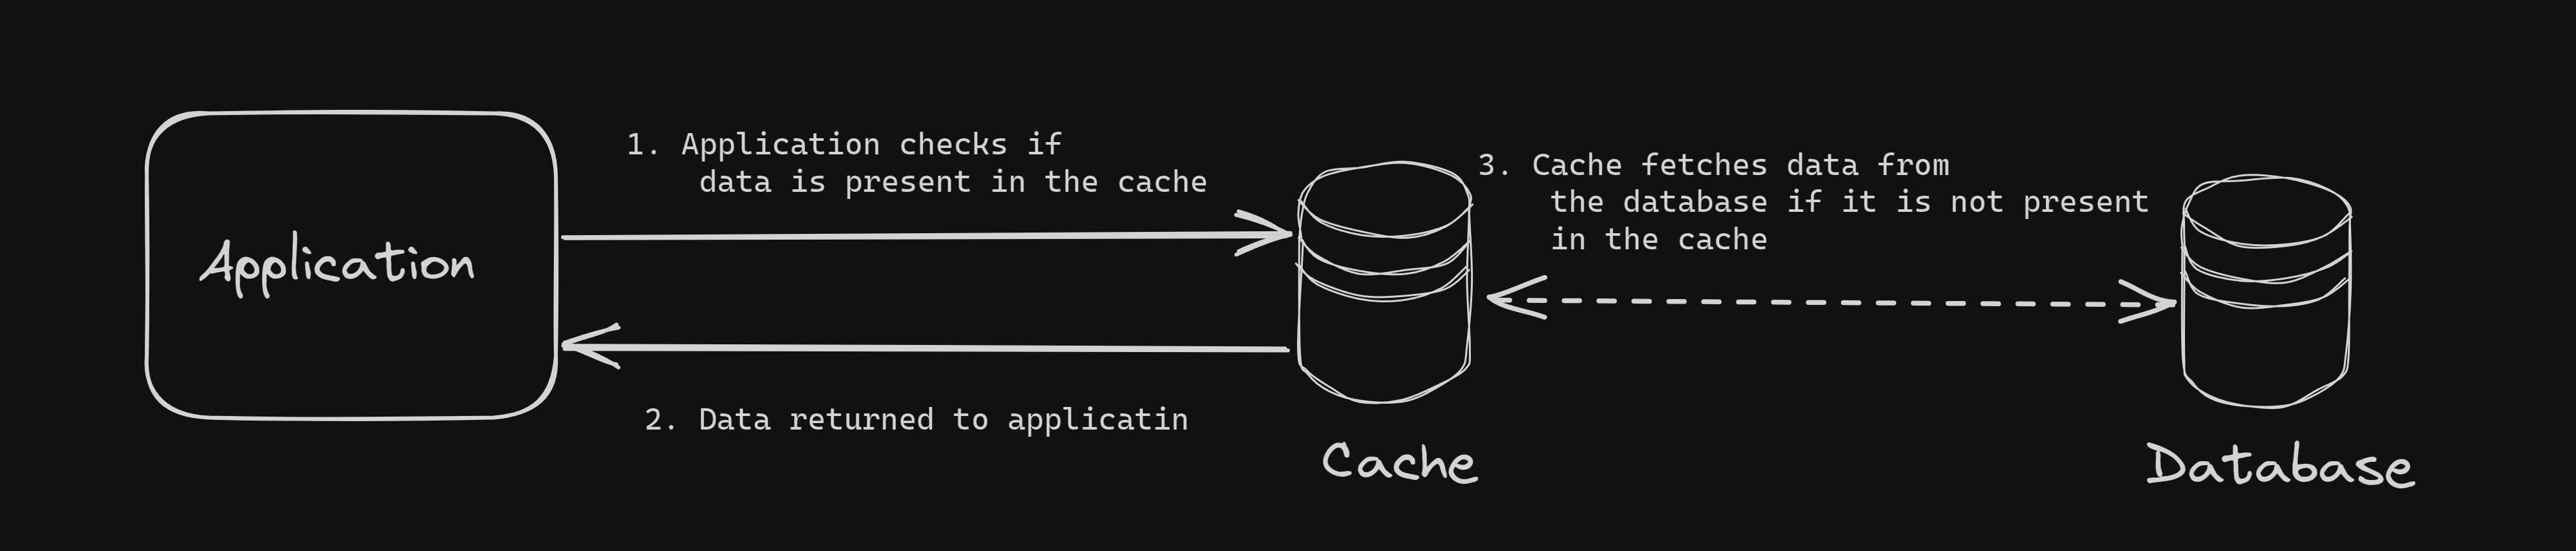 Application
1. Application checks if
data is present in the cache
2. Data returned to applicatin
Cache
3. Cache fetches data from
the database if it is not present
in the cache
Database